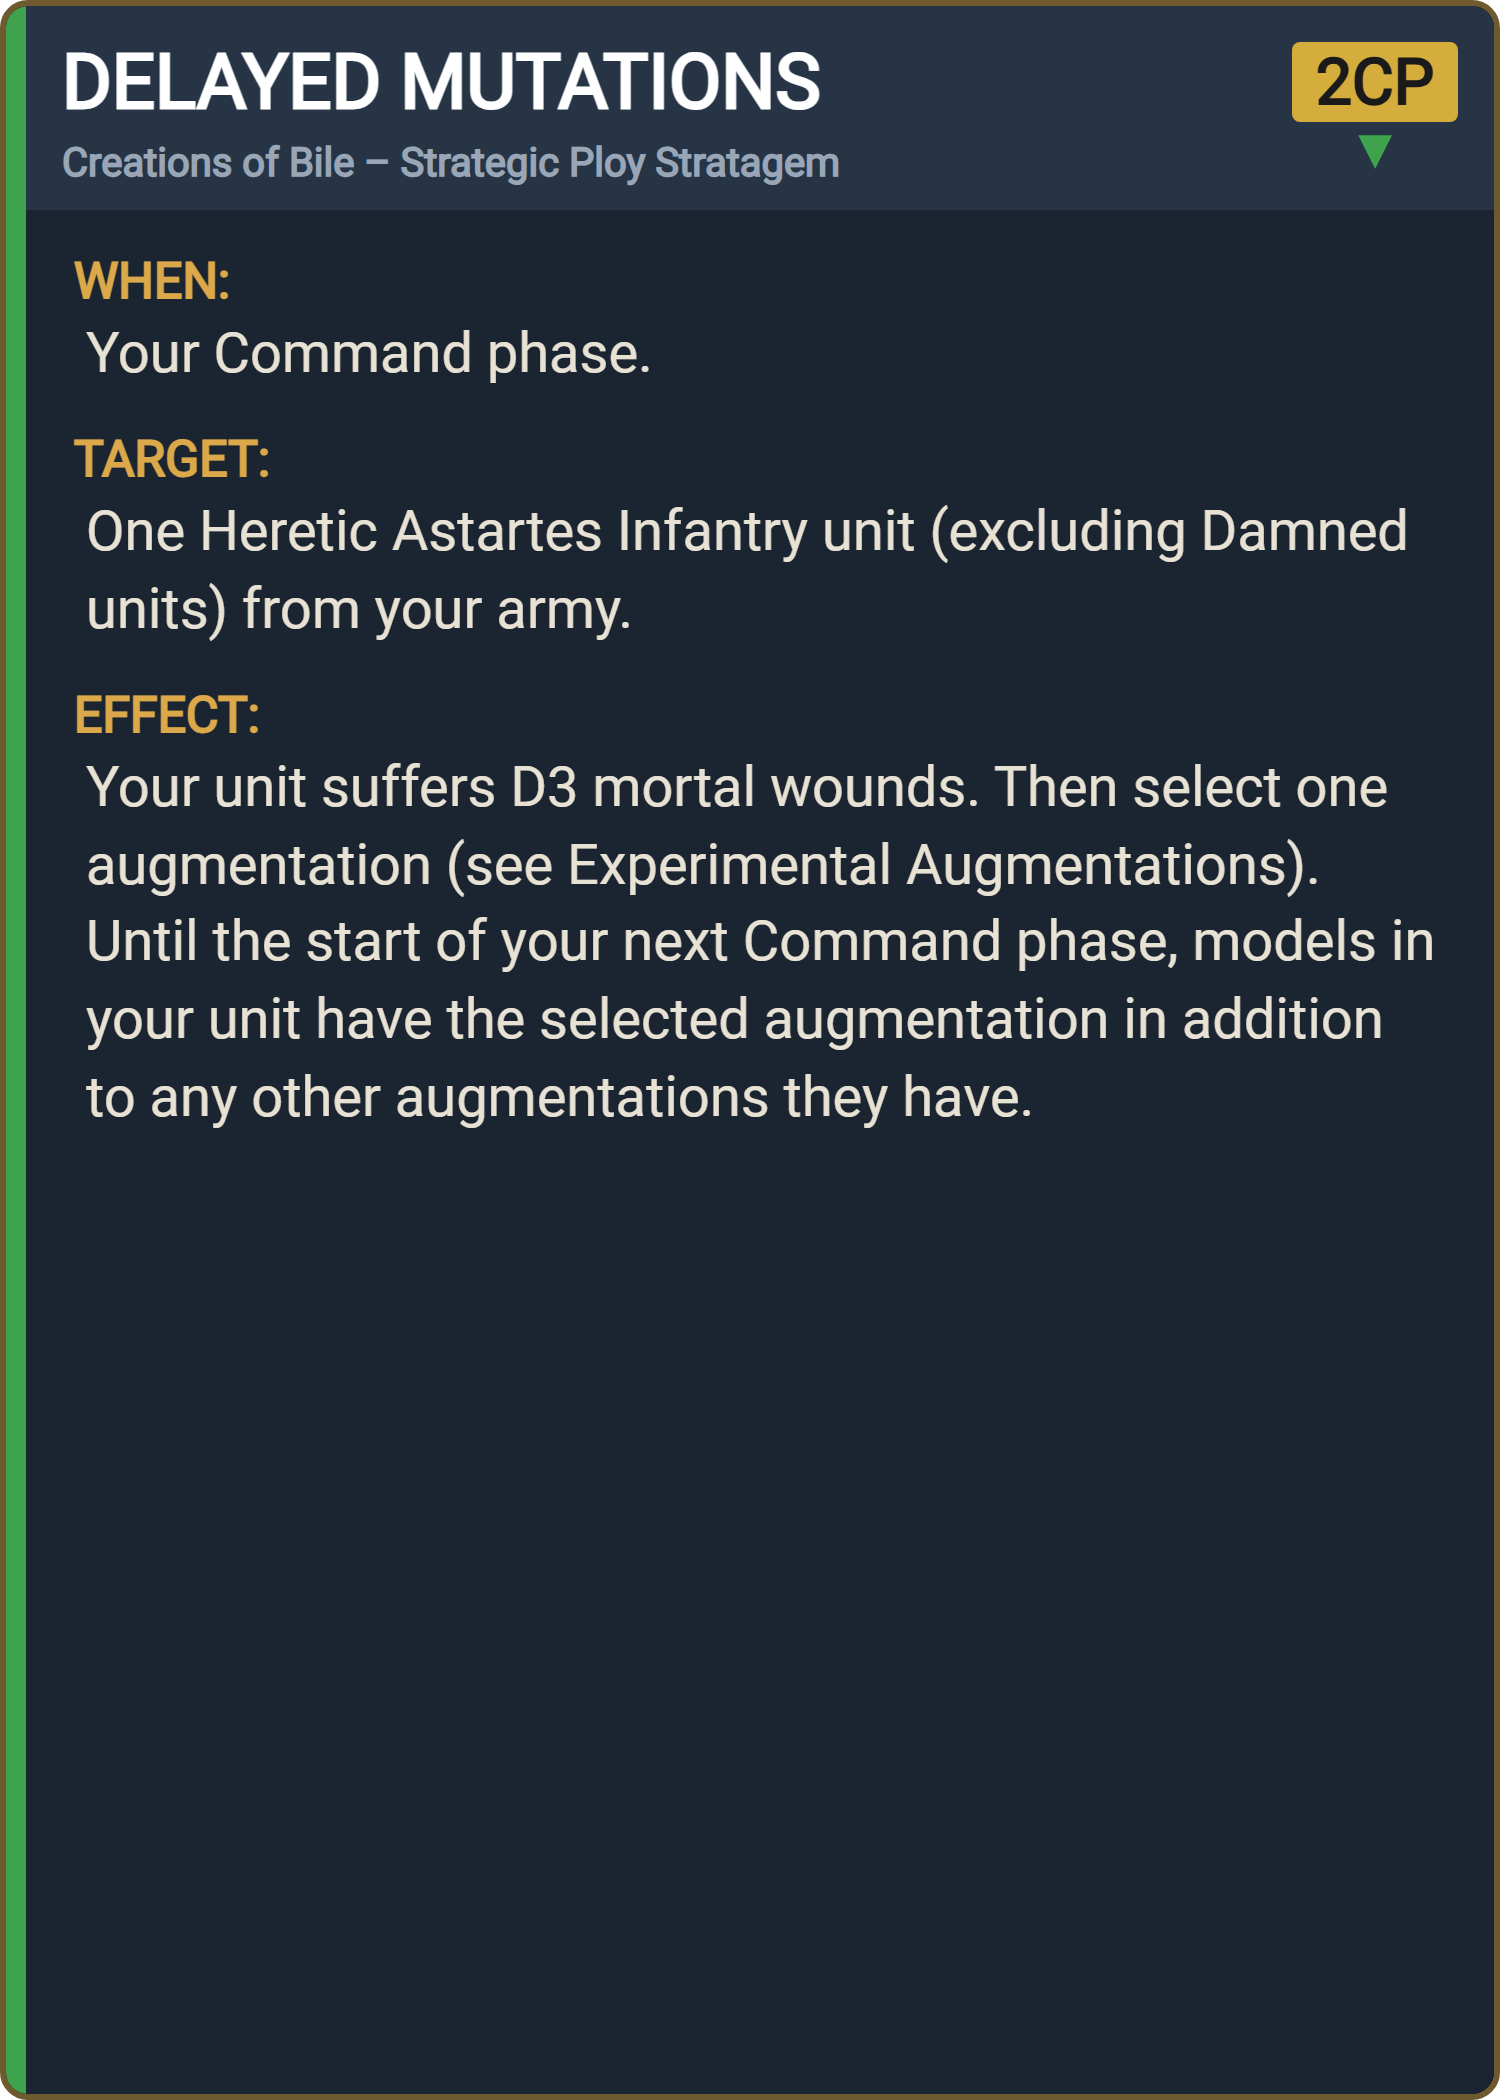 DELAYED MUTATIONS
2CP
Creations of Bile – Strategic Ploy Stratagem
WHEN:
Your Command phase.
TARGET:
One Heretic Astartes Infantry unit (excluding Damned
units) from your army.
EFFECT:
Your unit suffers D3 mortal wounds. Then select one
augmentation (see Experimental Augmentations).
Until the start of your next Command phase, models in
your unit have the selected augmentation in addition
to any other augmentations they have.